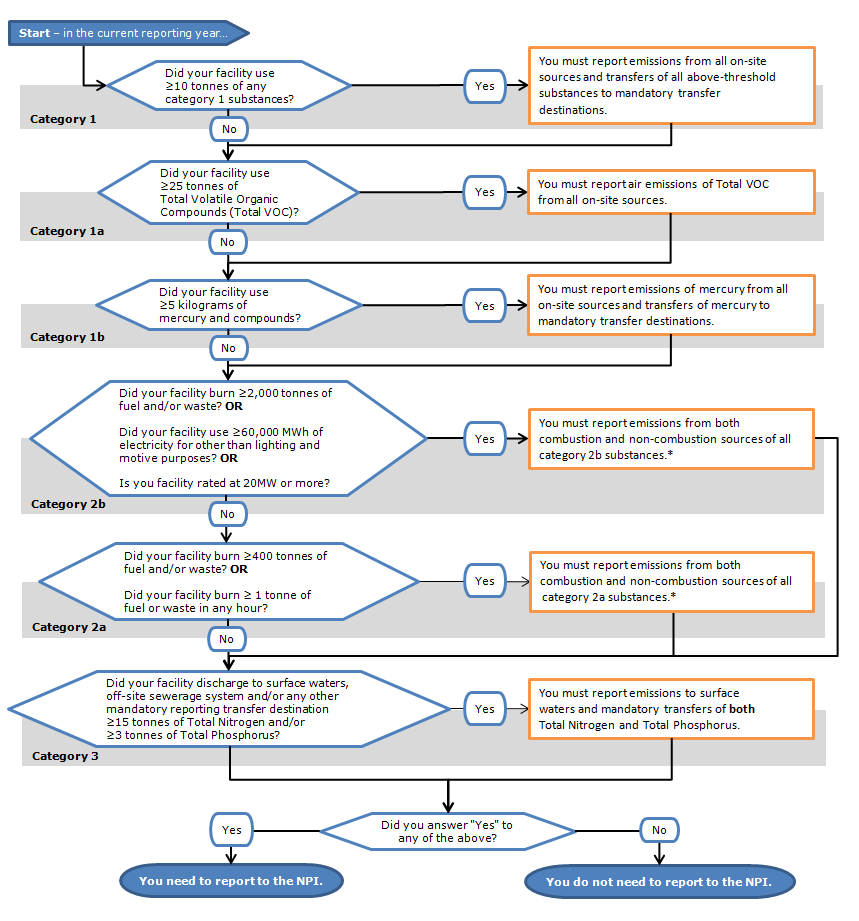 Start – in the current reporting year...
Did your facility use
≥10 tonnes of any
category 1 substances?
Yes
You must report emissions from all on-site
sources and transfers of all above-threshold
substances to mandatory transfer
destinations.
Category 1
No
Did your facility use
≥25 tonnes of
Total Volatile Organic
Compounds (Total VOC)?
Yes
You must report air emissions of Total VOC
from all on-site sources.
Category 1a
No
Did your facility use
≥5 kilograms of
mercury and compounds?
Yes
You must report emissions of mercury from all
on-site sources and transfers of mercury to
mandatory transfer destinations.
Category 1b
No
Did your facility burn ≥2,000 tonnes of
fuel and/or waste? OR
Did your facility use ≥60,000 MWh of
electricity for other than lighting and
motive purposes? OR
Is you facility rated at 20MW or more?
Yes
You must report emissions from both
combustion and non-combustion sources of all
category 2b substances.*
Category 2b
No
Did your facility burn ≥400 tonnes of
fuel and/or waste? OR
Did your facility burn ≥ 1 tonne of
fuel or waste in any hour?
Yes
You must report emissions from both
combustion and non-combustion sources of all
category 2a substances.*
Category 2a
No
Did your facility discharge to surface waters,
off-site sewerage system and/or any other
mandatory reporting transfer destination
≥15 tonnes of Total Nitrogen and/or
≥3 tonnes of Total Phosphorus?
Yes
You must report emissions to surface
waters and mandatory transfers of both
Total Nitrogen and Total Phosphorus.
Category 3
Yes
Did you answer "Yes" to
any of the above?
No
You need to report to the NPI.
You do not need to report to the NPI.